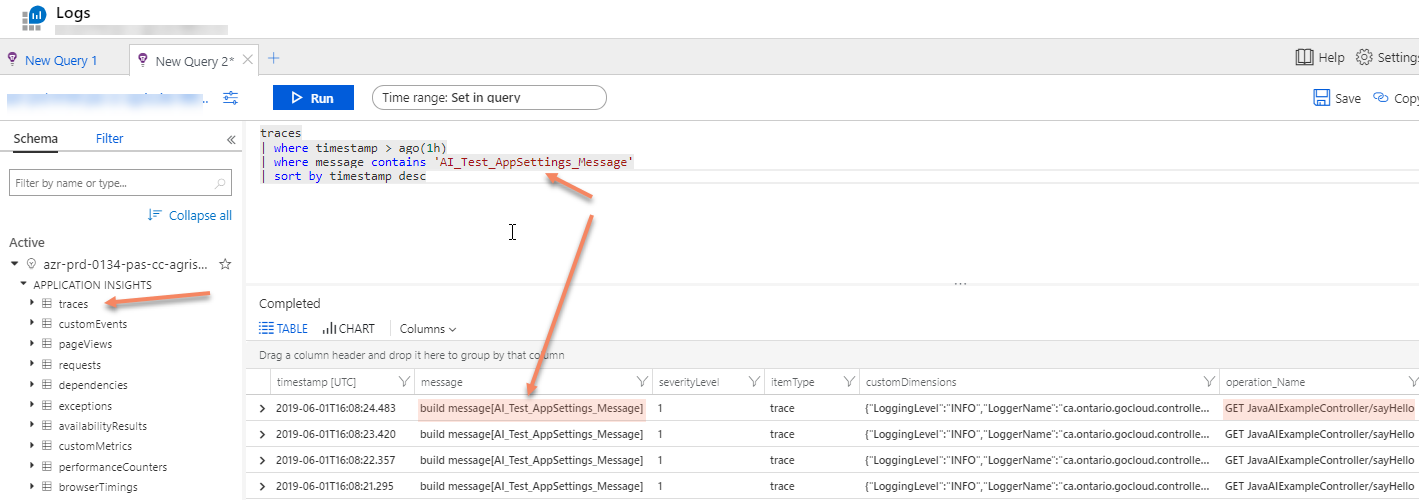 Logs
New Query 1
New Query 2*
Help
Settings
Run
Time range: Set in query
Save
Copy
Schema
Filter
Filter by name or type...
Collapse all
Active
azr-prd-0134-pas-cc-agris...
APPLICATION INSIGHTS
traces
customEvents
pageViews
requests
dependencies
exceptions
availabilityResults
customMetrics
performanceCounters
browserTimings
traces
| where timestamp > ago(1h)
| where message contains 'AI_Test_AppSettings_Message'
| sort by timestamp desc
...
Completed
TABLE CHART Columns
Drag a column header and drop it here to group by that column
timestamp [UTC] message severityLevel itemType customDimensions operation_Name
2019-06-01T16:08:24.483 build message[AI_Test_AppSettings_Message] 1 trace {"LoggingLevel":"INFO","LoggerName":"ca.ontario.gocloud.controlle... GET JavaAIExampleController/sayHello
2019-06-01T16:08:23.420 build message[AI_Test_AppSettings_Message] 1 trace {"LoggingLevel":"INFO","LoggerName":"ca.ontario.gocloud.controlle... GET JavaAIExampleController/sayHello
2019-06-01T16:08:22.357 build message[AI_Test_AppSettings_Message] 1 trace {"LoggingLevel":"INFO","LoggerName":"ca.ontario.gocloud.controlle... GET JavaAIExampleController/sayHello
2019-06-01T16:08:21.295 build message[AI_Test_AppSettings_Message] 1 trace {"LoggingLevel":"INFO","LoggerName":"ca.ontario.gocloud.controlle... GET JavaAIExampleController/sayHello